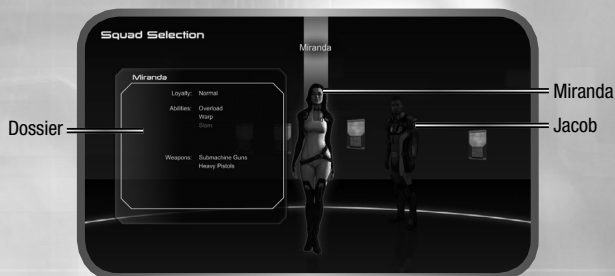 Squad Selection
Miranda
Miranda
Loyalty: Normal
Abilities: Overload
Warp
Slam
Weapons: Submachine Guns
Heavy Pistols
Dossier
Miranda
Jacob